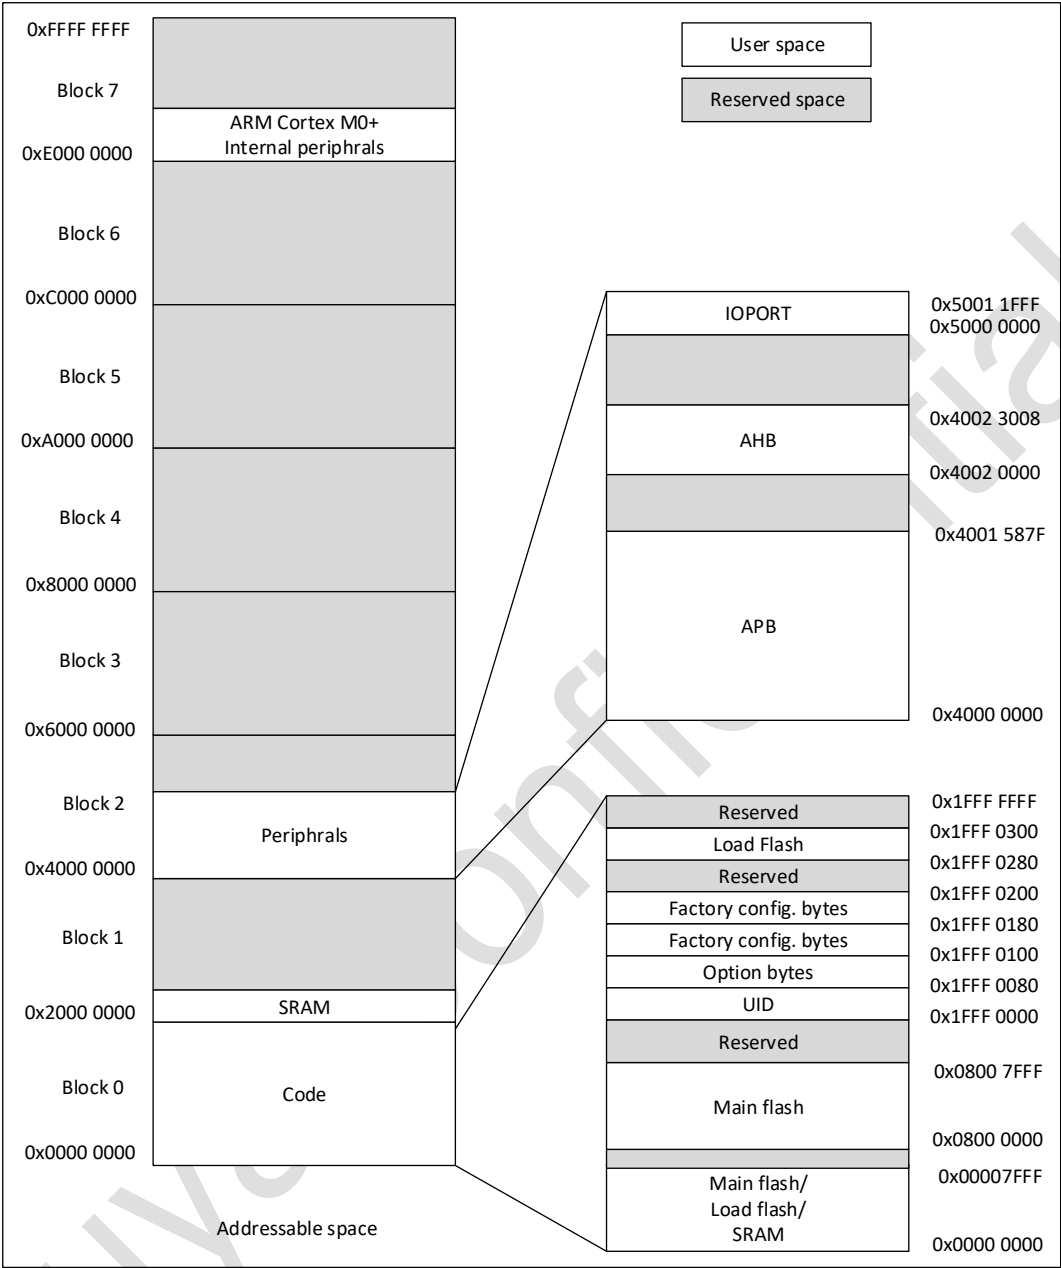 0xFFFF FFFF
Block 7
ARM Cortex M0+
Internal periphrals
0xE000 0000
Block 6
0xC000 0000
Block 5
0xA000 0000
Block 4
0x8000 0000
Block 3
0x6000 0000
Block 2
Periphrals
0x4000 0000
Block 1
SRAM
0x2000 0000
Block 0
Code
0x0000 0000
Addressable space
User space
Reserved space
IOPORT
0x5001 1FFF
0x5000 0000
0x4002 3008
AHB
0x4002 0000
0x4001 587F
APB
0x4000 0000
0x1FFF FFFF
Reserved
0x1FFF 0300
Load Flash
0x1FFF 0280
Reserved
0x1FFF 0200
Factory config. bytes
0x1FFF 0180
Factory config. bytes
0x1FFF 0100
Option bytes
0x1FFF 0080
UID
0x1FFF 0000
Reserved
0x0800 7FFF
Main flash
0x0800 0000
0x00007FFF
Main flash/
Load flash/
SRAM
0x0000 0000